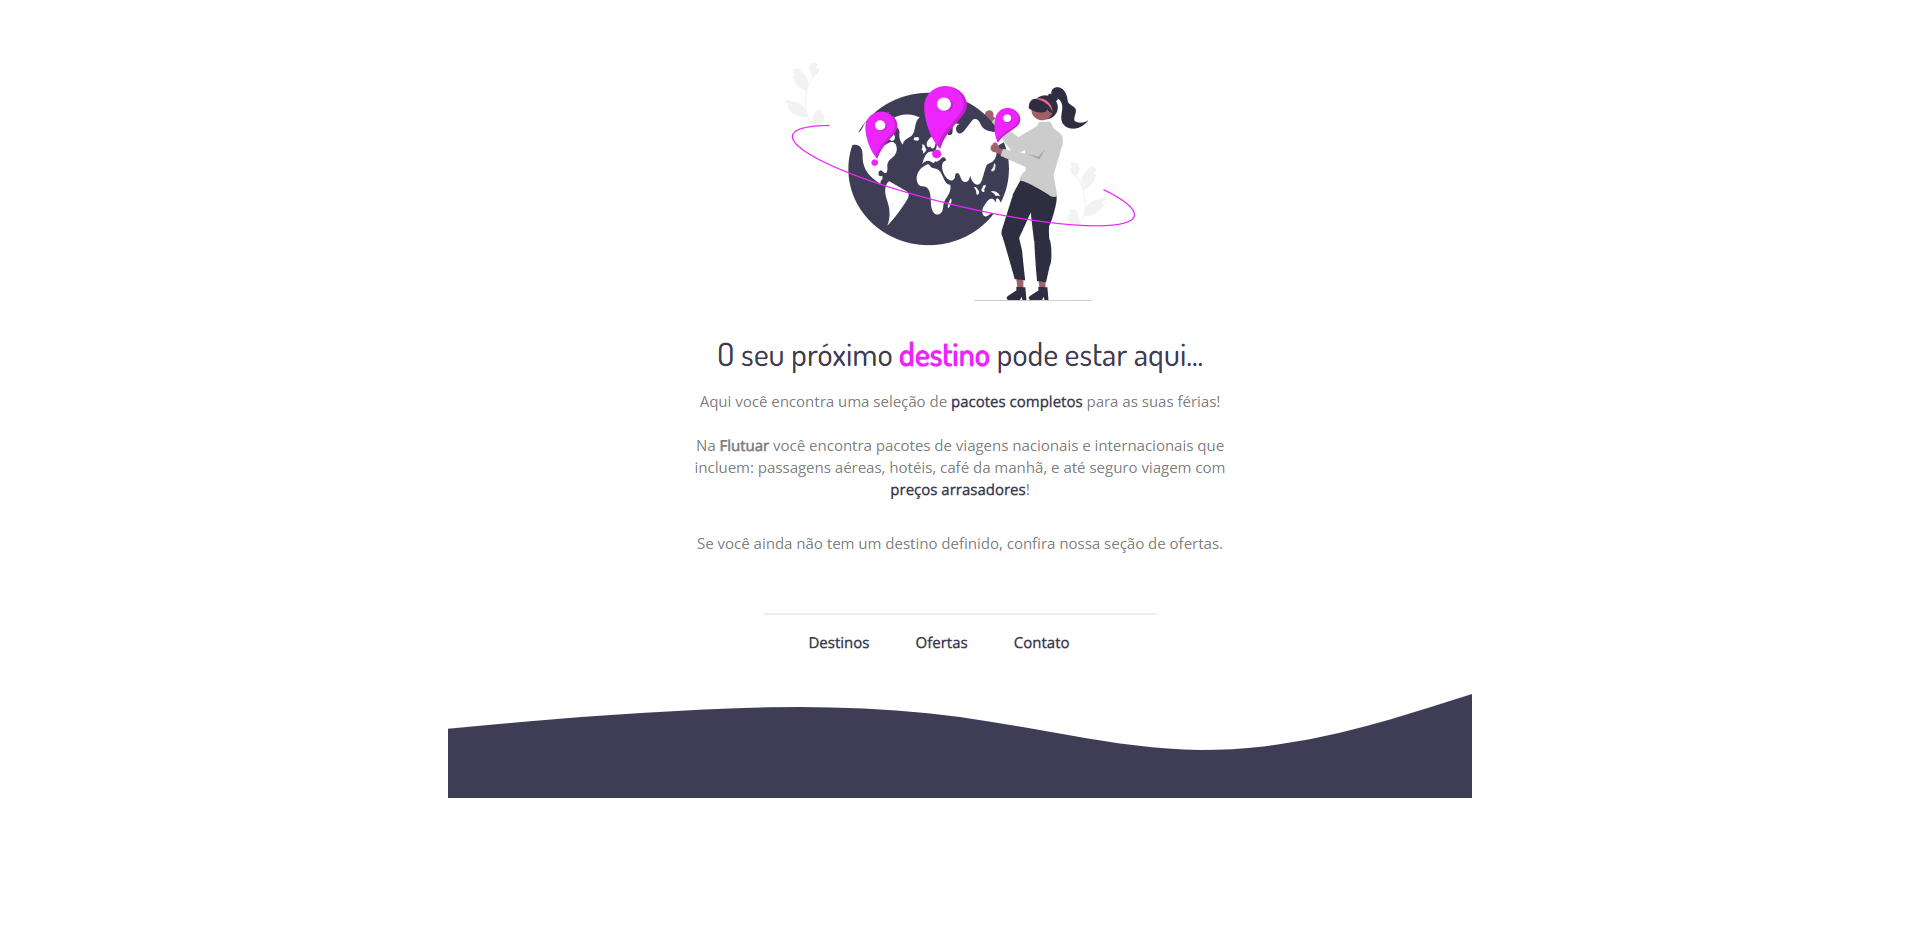 O seu próximo destino pode estar aqui...
Aqui você encontra uma seleção de pacotes completos para as suas férias!
Na Flutuar você encontra pacotes de viagens nacionais e internacionais que
incluem: passagens aéreas, hotéis, café da manhã, e até seguro viagem com
preços arrasadores!
Se você ainda não tem um destino definido, confira nossa seção de ofertas.
Destinos Ofertas Contato